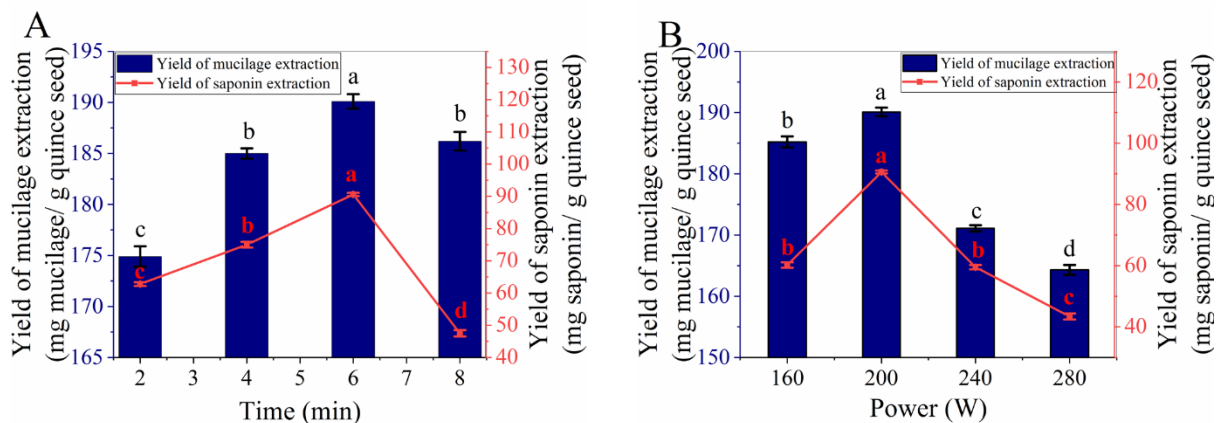 A
Yield of mucilage extraction
(mg mucilage/ g quince seed)
195
190
185
180
175
170
165
Yield of mucilage extraction
Yield of saponin extraction
c
b
a
b
c
b
a
d
130
120
110
100
90
80
70
60
50
40
Yield of saponin extraction
(mg saponin/ g quince seed)
2 3 4 5 6 7 8
Time (min)
B
Yield of mucilage extraction
(mg mucilage/ g quince seed)
200
190
180
170
160
150
Yield of mucilage extraction
Yield of saponin extraction
b
a
c
d
b
a
b
c
120
100
80
60
40
Yield of saponin extraction
(mg saponin/ g quince seed)
160 200 240 280
Power (W)